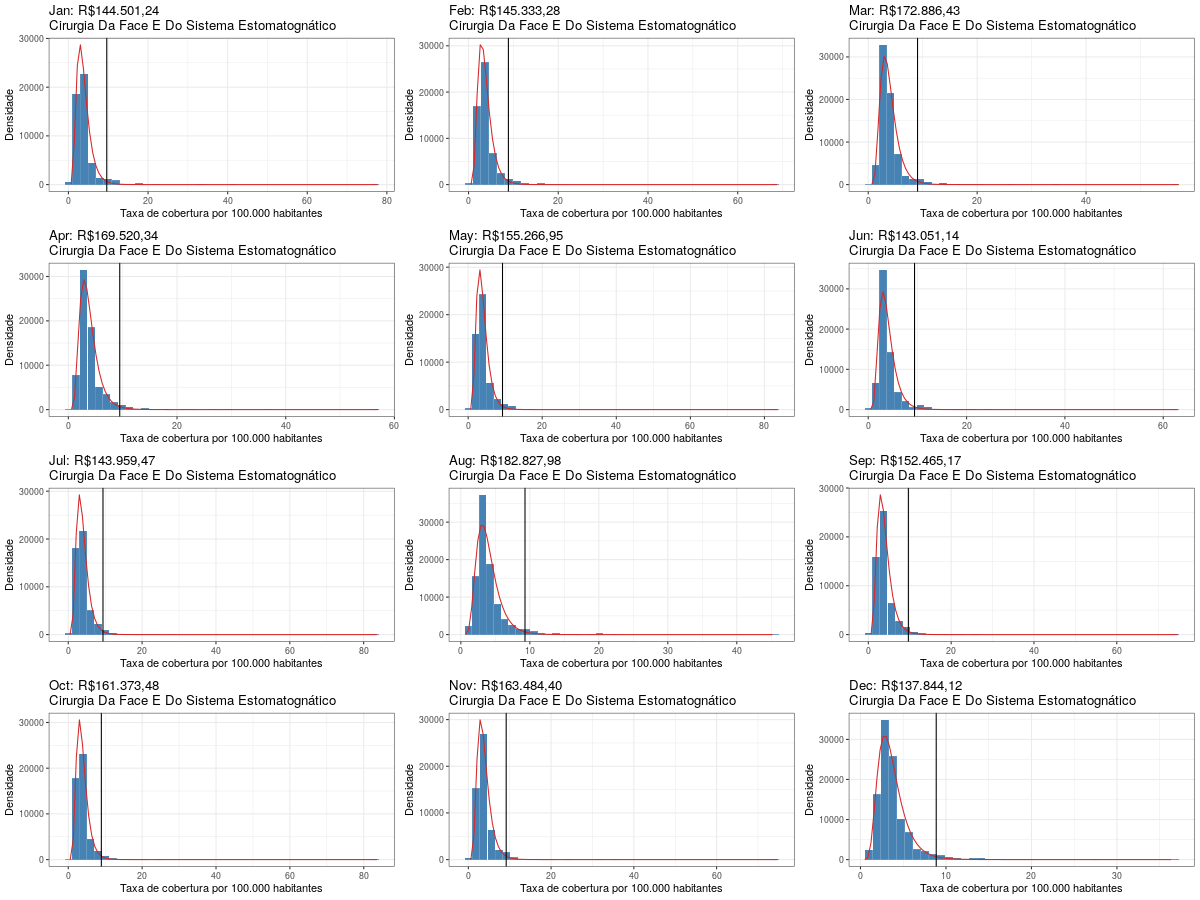 Jan: R$144.501,24
Cirurgia Da Face E Do Sistema Estomatognático
30000
20000
10000
0
Densidade
0 20 40 60 80
Taxa de cobertura por 100.000 habitantes
Feb: R$145.333,28
Cirurgia Da Face E Do Sistema Estomatognático
30000
20000
10000
0
Densidade
0 20 40 60
Taxa de cobertura por 100.000 habitantes
Mar: R$172.886,43
Cirurgia Da Face E Do Sistema Estomatognático
30000
20000
10000
0
Densidade
0 20 40
Taxa de cobertura por 100.000 habitantes
Apr: R$169.520,34
Cirurgia Da Face E Do Sistema Estomatognático
30000
20000
10000
0
Densidade
0 20 40 60
Taxa de cobertura por 100.000 habitantes
May: R$155.266,95
Cirurgia Da Face E Do Sistema Estomatognático
30000
20000
10000
0
Densidade
0 20 40 60 80
Taxa de cobertura por 100.000 habitantes
Jun: R$143.051,14
Cirurgia Da Face E Do Sistema Estomatognático
30000
20000
10000
0
Densidade
0 20 40 60
Taxa de cobertura por 100.000 habitantes
Jul: R$143.959,47
Cirurgia Da Face E Do Sistema Estomatognático
30000
20000
10000
0
Densidade
0 20 40 60 80
Taxa de cobertura por 100.000 habitantes
Aug: R$182.827,98
Cirurgia Da Face E Do Sistema Estomatognático
30000
20000
10000
0
Densidade
0 10 20 30 40
Taxa de cobertura por 100.000 habitantes
Sep: R$152.465,17
Cirurgia Da Face E Do Sistema Estomatognático
30000
20000
10000
0
Densidade
0 20 40 60
Taxa de cobertura por 100.000 habitantes
Oct: R$161.373,48
Cirurgia Da Face E Do Sistema Estomatognático
30000
20000
10000
0
Densidade
0 20 40 60 80
Taxa de cobertura por 100.000 habitantes
Nov: R$163.484,40
Cirurgia Da Face E Do Sistema Estomatognático
30000
20000
10000
0
Densidade
0 20 40 60
Taxa de cobertura por 100.000 habitantes
Dec: R$137.844,12
Cirurgia Da Face E Do Sistema Estomatognático
30000
20000
10000
0
Densidade
0 10 20 30
Taxa de cobertura por 100.000 habitantes